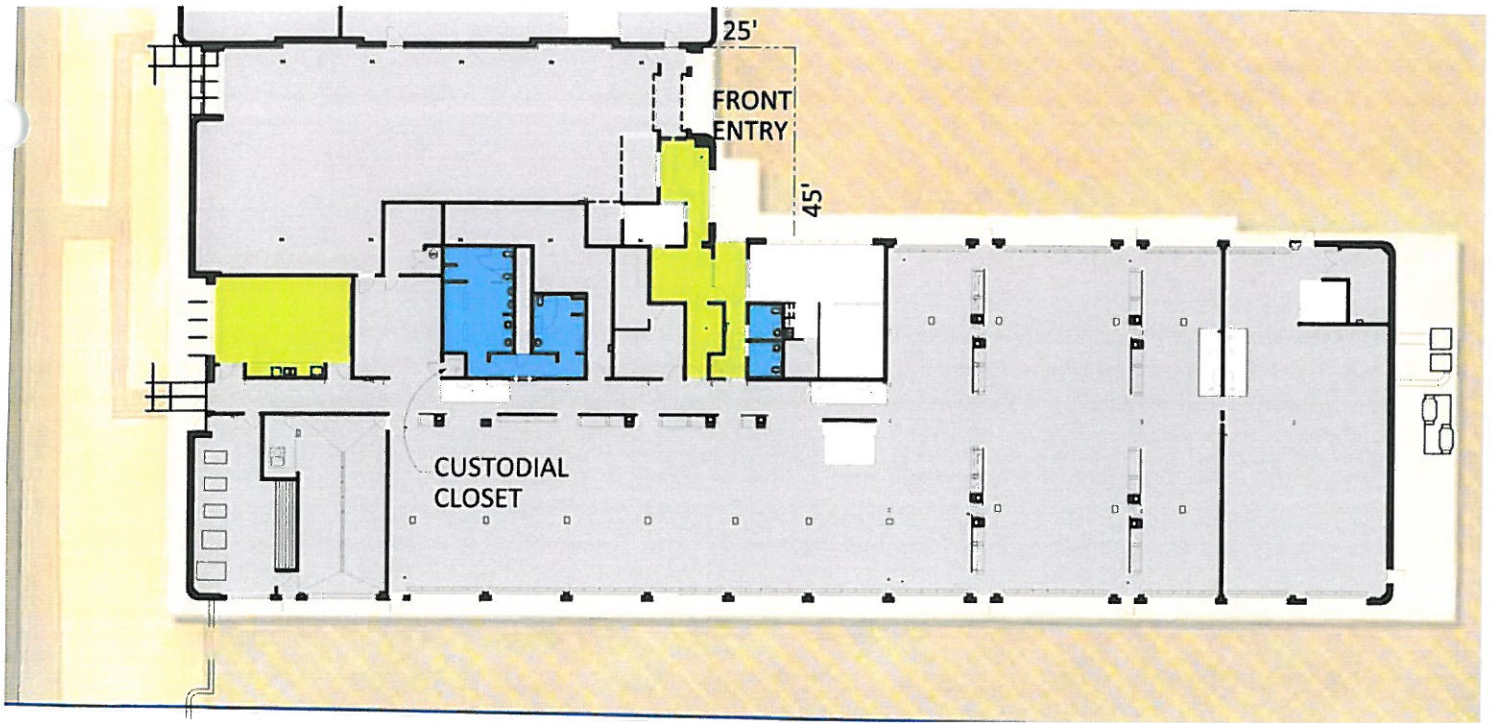 25'
FRONT
ENTRY
45'
CUSTODIAL
CLOSET